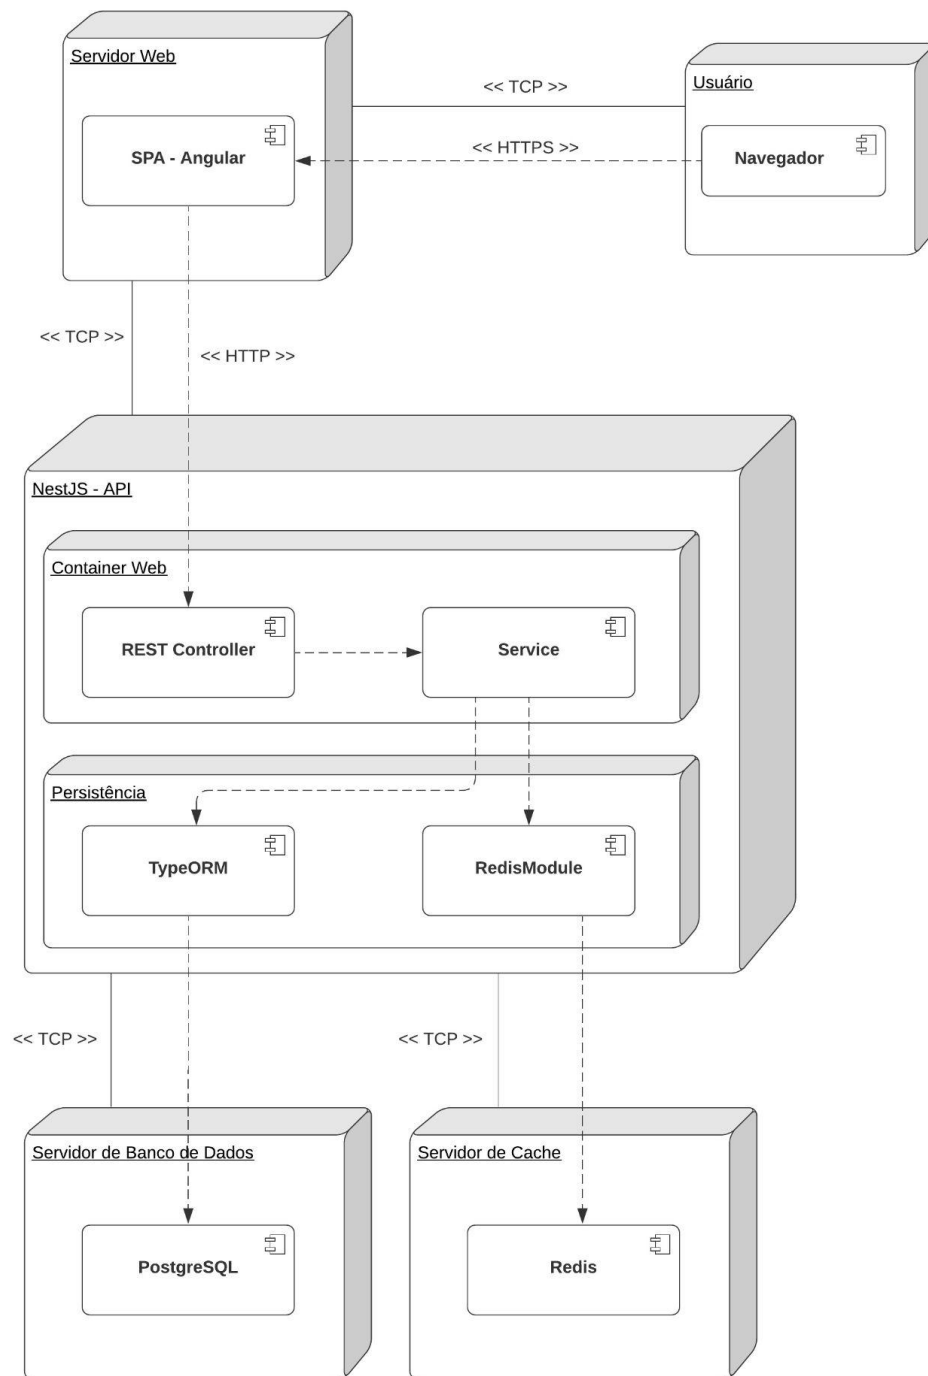 Servidor Web
<< TCP >>
Usuário
SPA - Angular
<< HTTPS >>
Navegador
<< TCP >>
<< HTTP >>
NestJS - API
Container Web
REST Controller
Service
Persistência
TypeORM
RedisModule
<< TCP >>
<< TCP >>
Servidor de Banco de Dados
Servidor de Cache
PostgreSQL
Redis